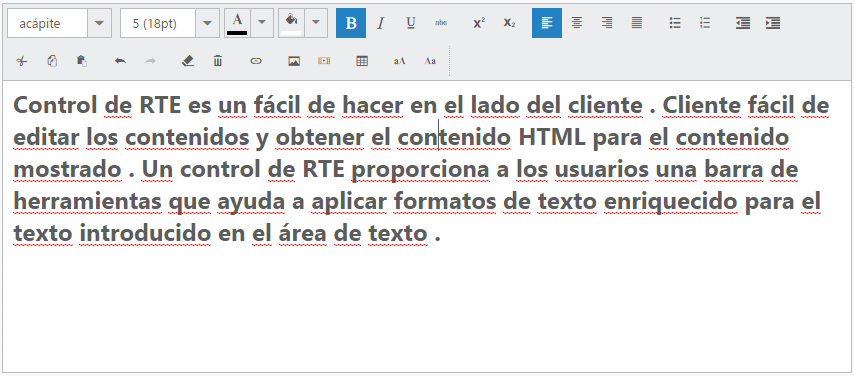 acápite 5 (18pt) A B I U abc X² X₂
aA Aa
Control de RTE es un fácil de hacer en el lado del cliente . Cliente fácil de
editar los contenidos y obtener el contenido HTML para el contenido
mostrado . Un control de RTE proporciona a los usuarios una barra de
herramientas que ayuda a aplicar formatos de texto enriquecido para el
texto introducido en el área de texto .